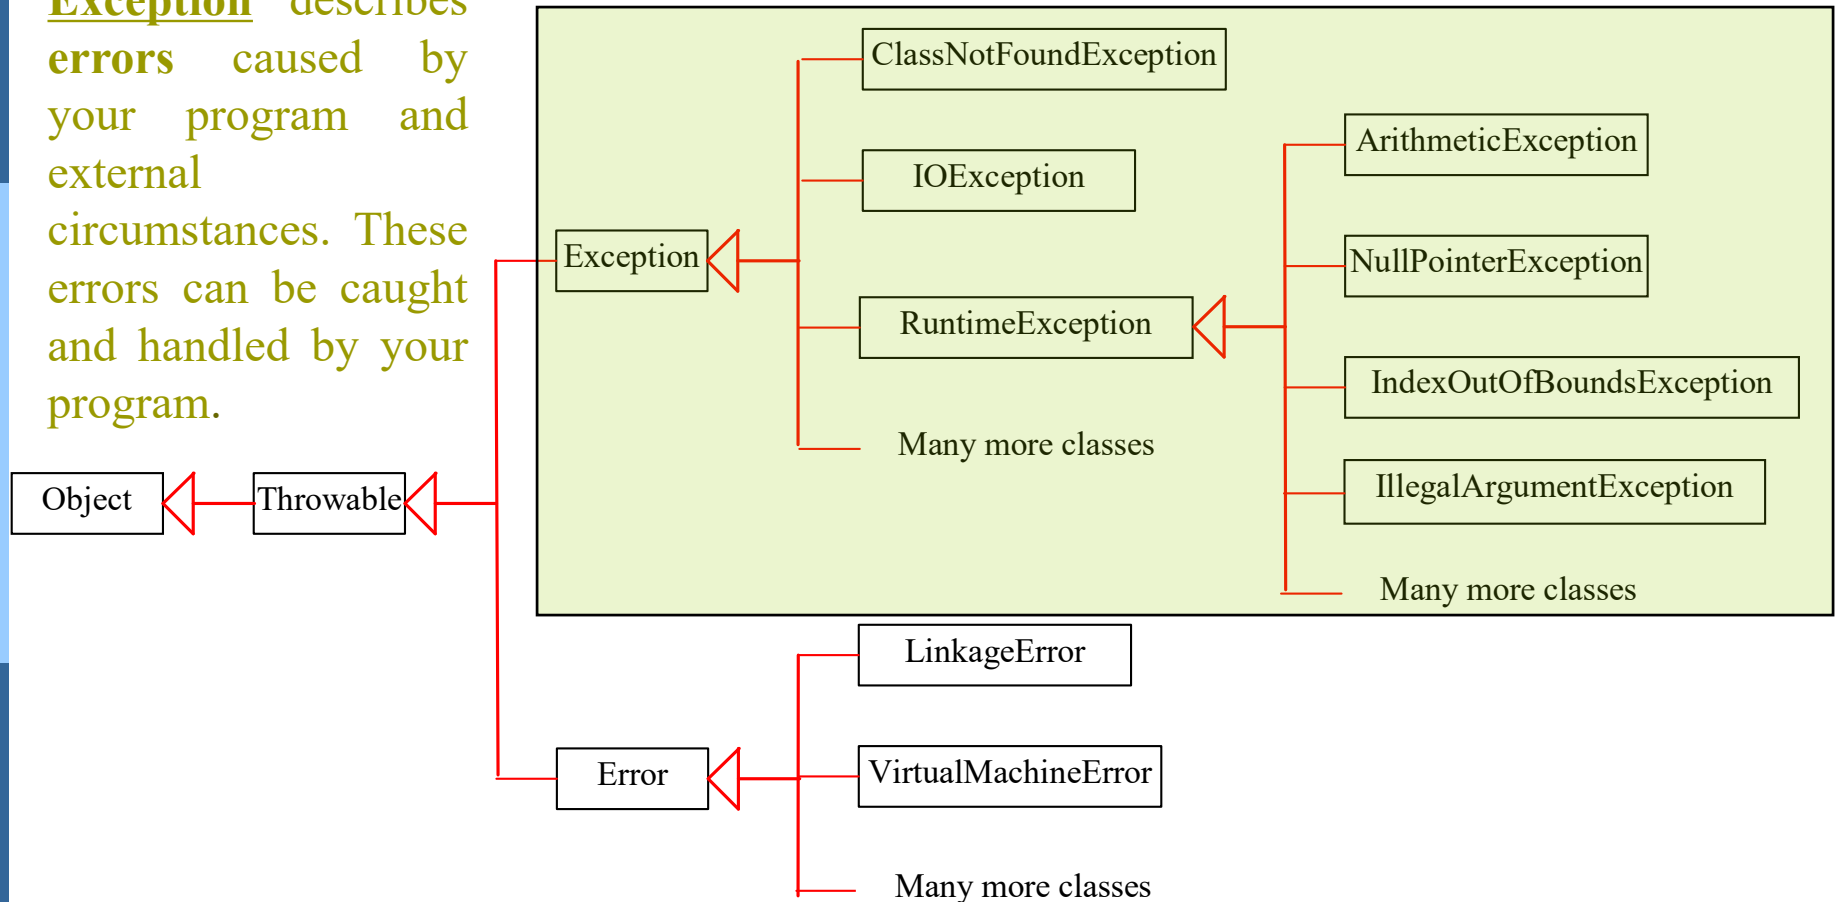 Exception describes
errors caused by
your program and
external
circumstances. These
errors can be caught
and handled by your
program.
ClassNotFoundException
ArithmeticException
IOException
NullPointerException
Exception
RuntimeException
IndexOutOfBoundsException
Many more classes
IllegalArgumentException
Object
Throwable
Many more classes
LinkageError
Error
VirtualMachineError
Many more classes